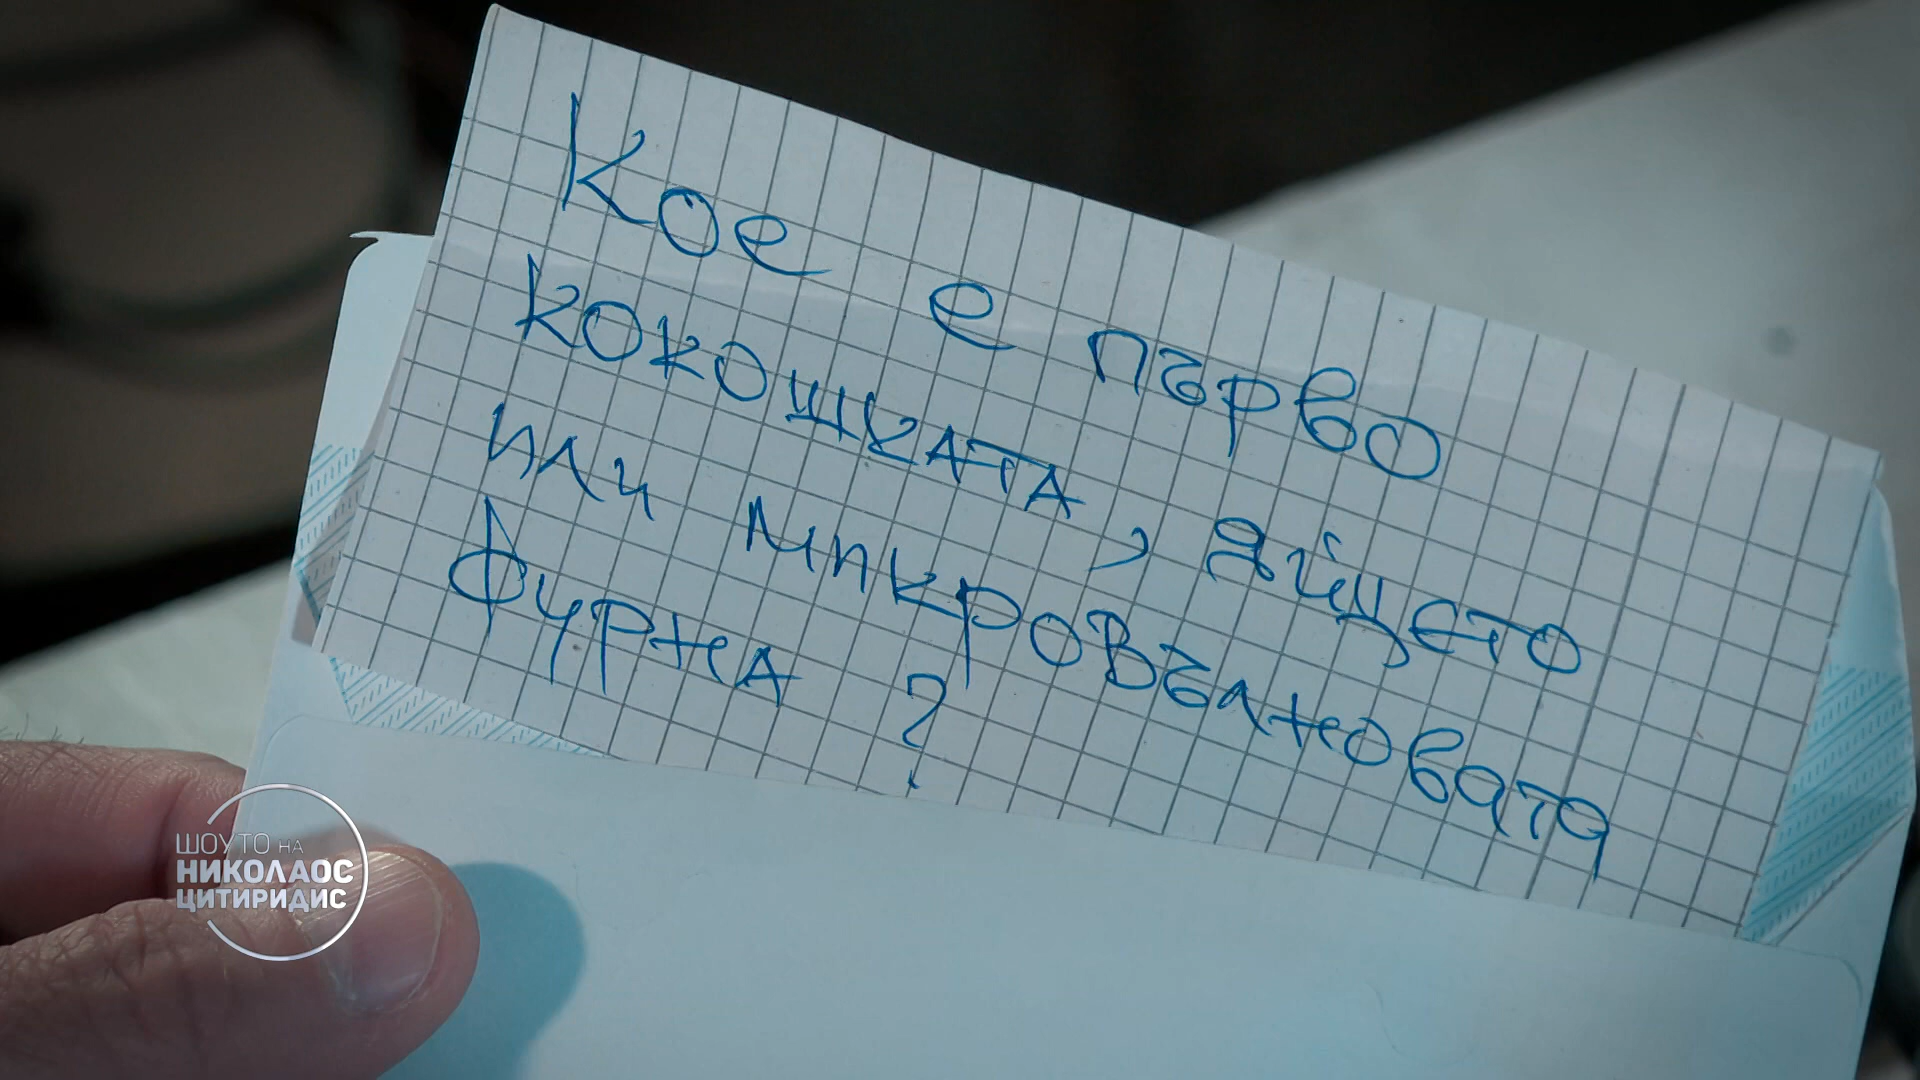 Кое е първо
кокошката, яйцето
или микровълновата
фурна?
ШОУТО НА
НИКОЛАОС
ЦИТИРИДИС